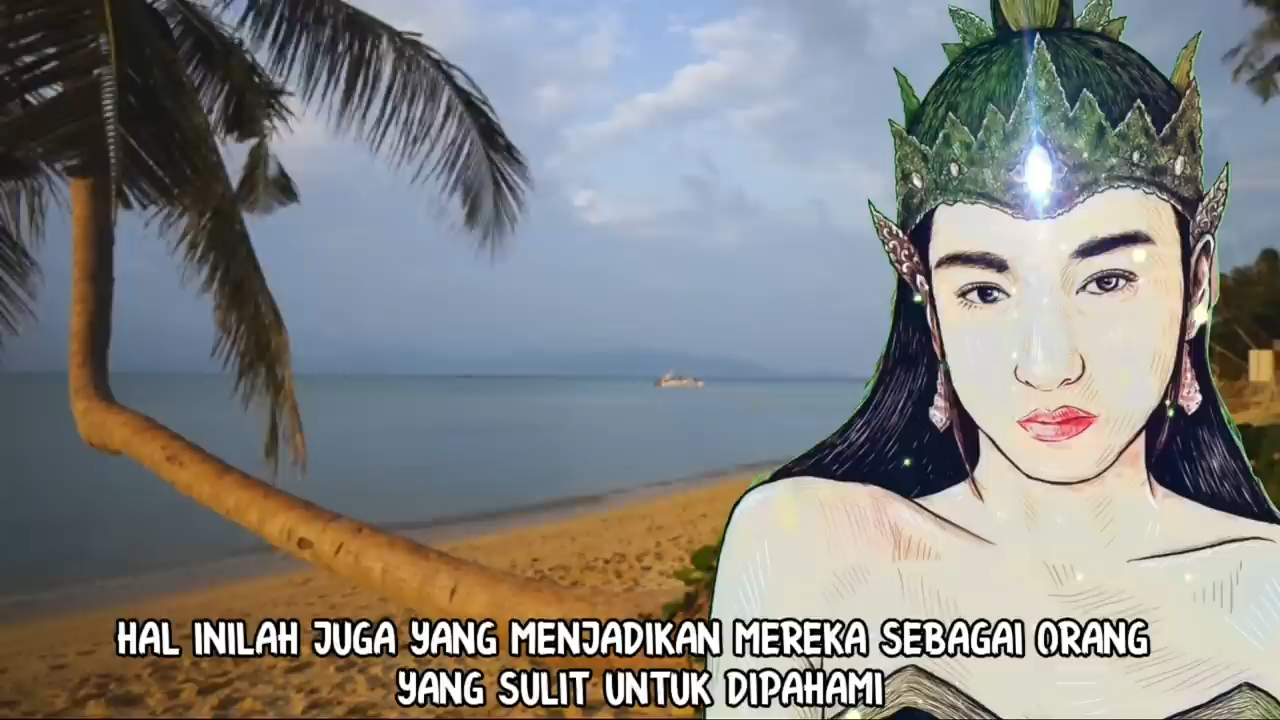 HAL INILAH JUGA YANG MENJADIKAN MEREKA SEBAGAI ORANG
YANG SULIT UNTUK DIPAHAMI